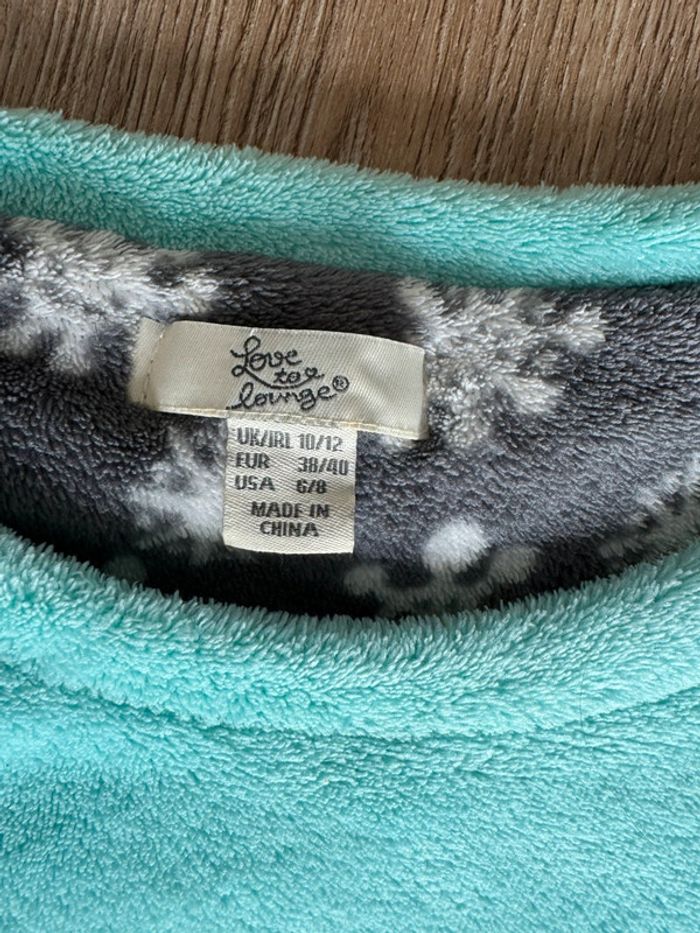 Love
to
lounge®
UK/IRL 10/12
EUR 38/40
USA 6/8
MADE IN
CHINA